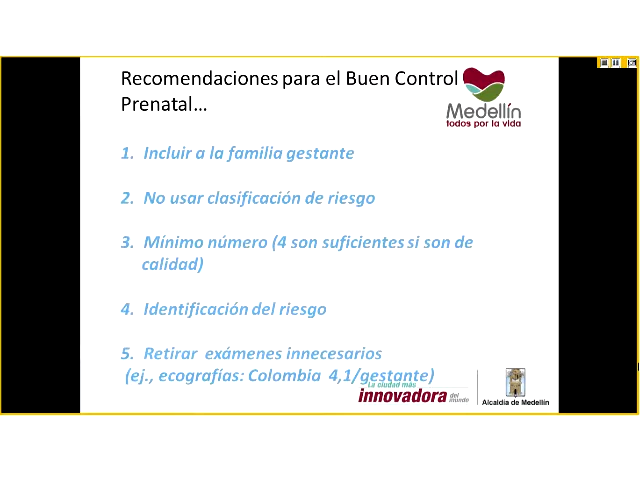 Recomendaciones para el Buen Control
Prenatal...
Medellín
todos por la vida
1. Incluir a la familia gestante
2. No usar clasificación de riesgo
3. Mínimo número (4 son suficientes si son de
calidad)
4. Identificación del riesgo
5. Retirar exámenes innecesarios
(ej., ecografías: Colombia 4,1/gestante)
La ciudad más
innovadora del
mundo
Alcaldía de Medellín